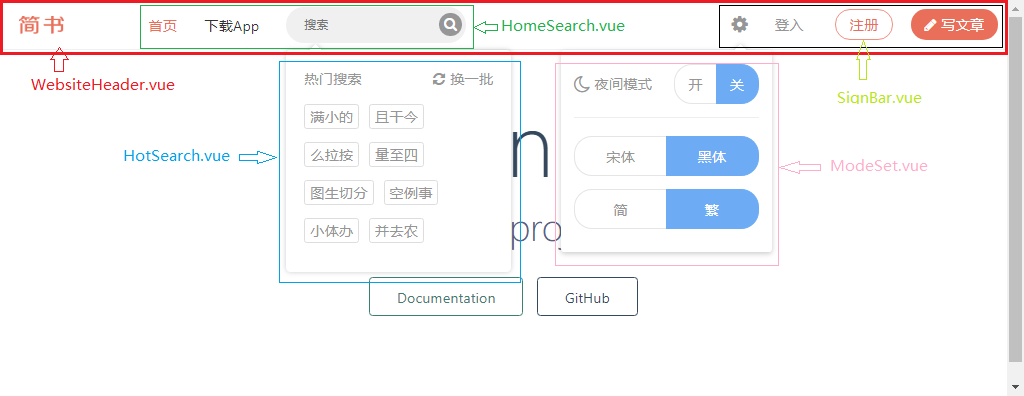 简书
首页 下载App 搜索 HomeSearch.vue 登入 注册 写文章
WebsiteHeader.vue
SignBar.vue
热门搜索 换一批
满小的 且干今
么拉按 量至四
图生切分 空例事
小体办 并去农
HotSearch.vue
夜间模式 开 关
宋体 黑体
简 繁
ModeSet.vue
n
proj
Documentation GitHub